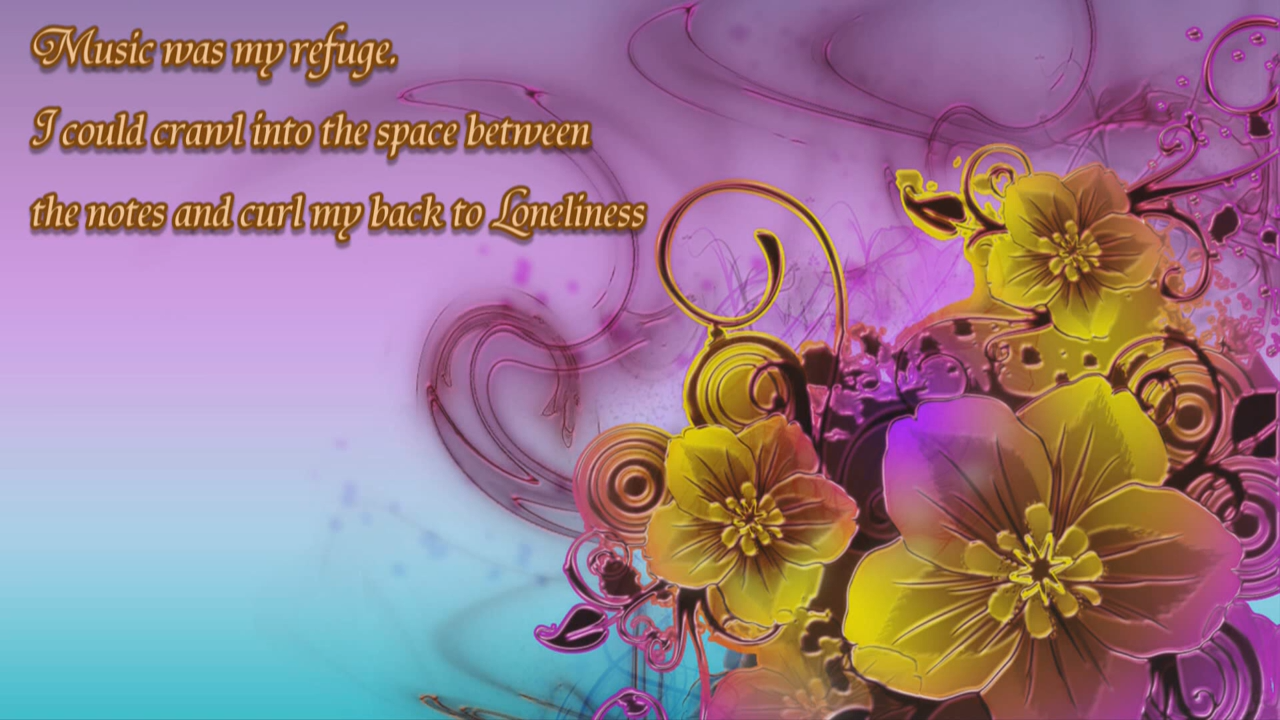 Music was my refuge.
I could crawl into the space between
the notes and curl my back to Loneliness